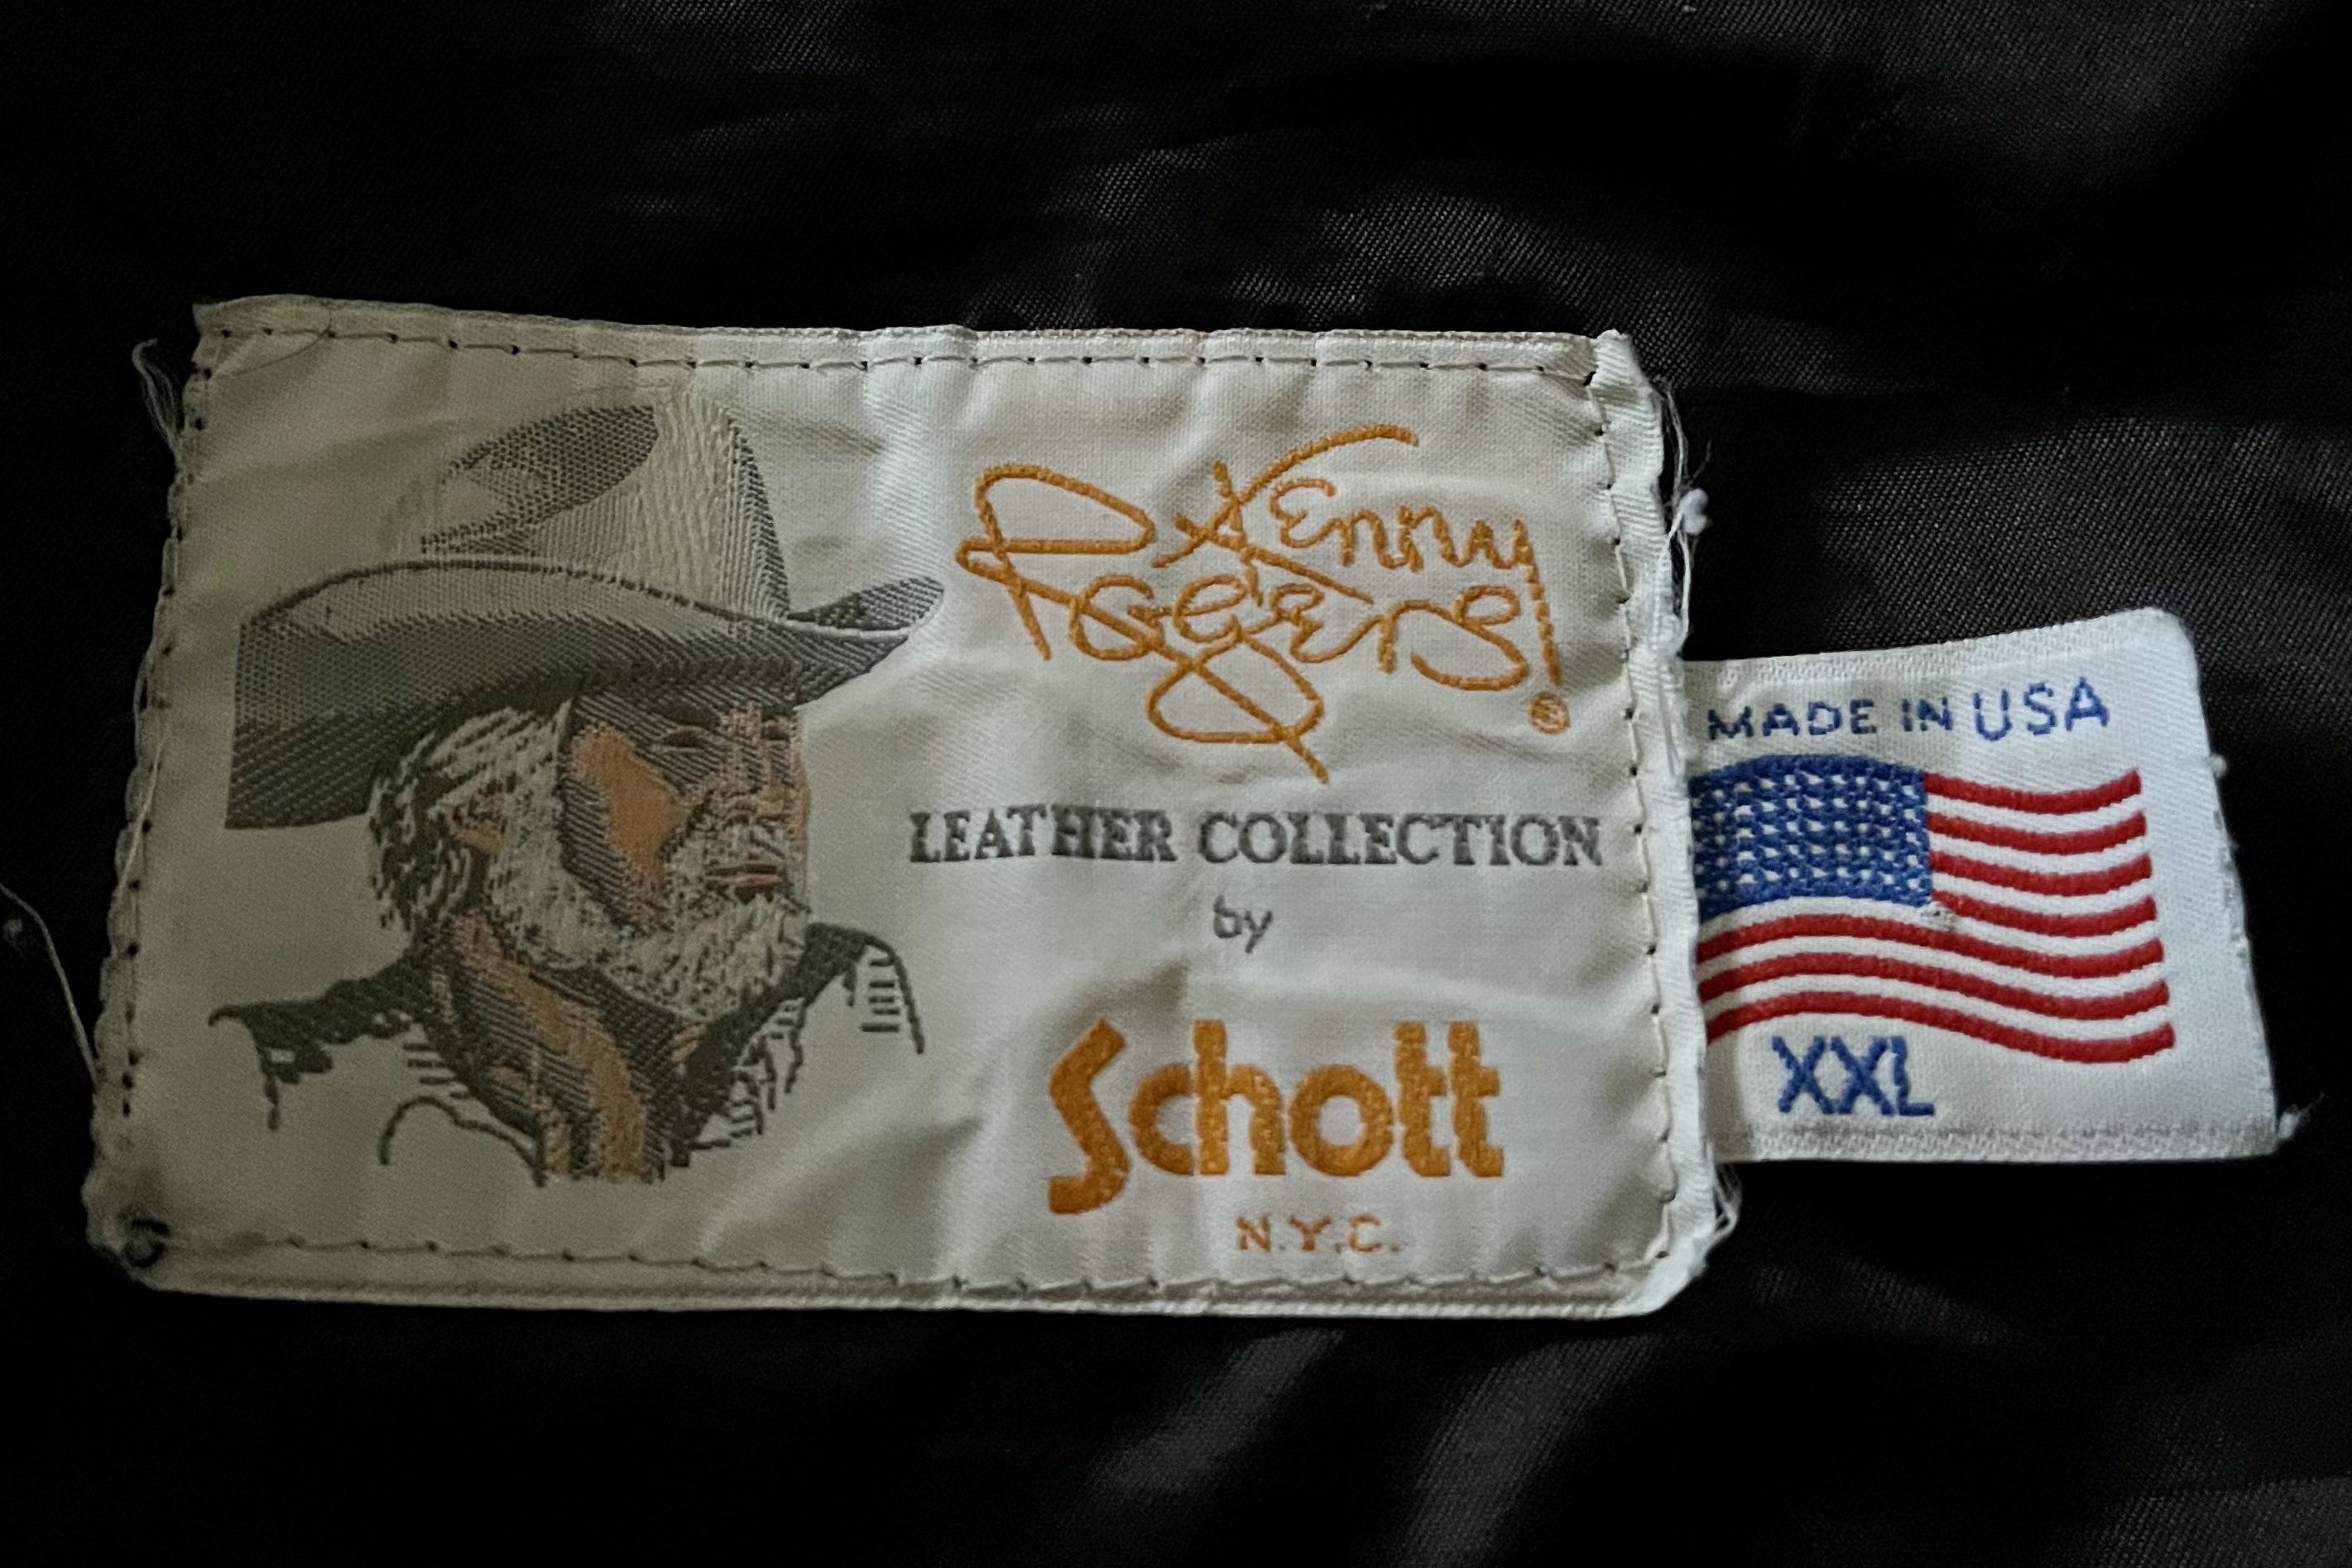 Kenny
Rogers
®
LEATHER COLLECTION
by
Schott
N.Y.C.
MADE IN USA
XXL